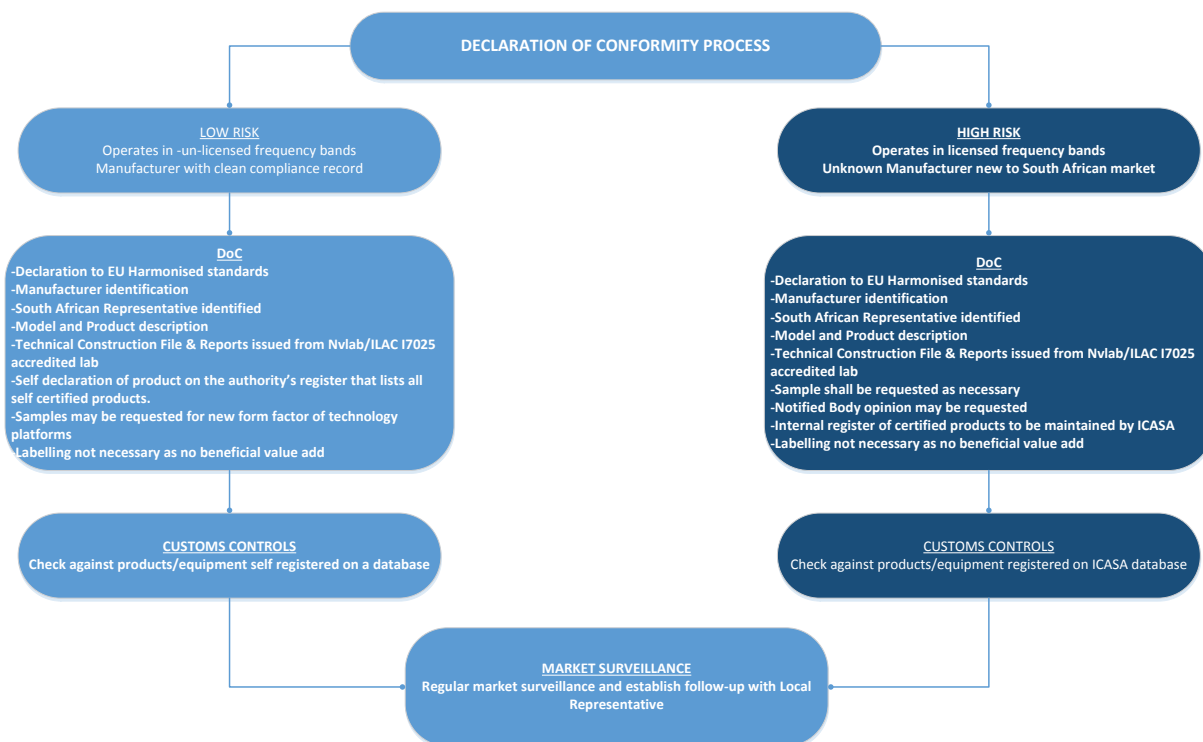 DECLARATION OF CONFORMITY PROCESS
LOW RISK
Operates in -un-licensed frequency bands
Manufacturer with clean compliance record
HIGH RISK
Operates in licensed frequency bands
Unknown Manufacturer new to South African market
DoC
-Declaration to EU Harmonised standards
-Manufacturer identification
-South African Representative identified
-Model and Product description
-Technical Construction File & Reports issued from Nvlab/ILAC I7025
accredited lab
-Self declaration of product on the authority's register that lists all
self certified products.
-Samples may be requested for new form factor of technology
platforms
-Labelling not necessary as no beneficial value add
DoC
-Declaration to EU Harmonised standards
-Manufacturer identification
-South African Representative identified
-Model and Product description
-Technical Construction File & Reports issued from Nvlab/ILAC I7025
accredited lab
-Sample shall be requested as necessary
-Notified Body opinion may be requested
-Internal register of certified products to be maintained by ICASA
-Labelling not necessary as no beneficial value add
CUSTOMS CONTROLS
Check against products/equipment self registered on a database
CUSTOMS CONTROLS
Check against products/equipment registered on ICASA database
MARKET SURVEILLANCE
Regular market surveillance and establish follow-up with Local
Representative